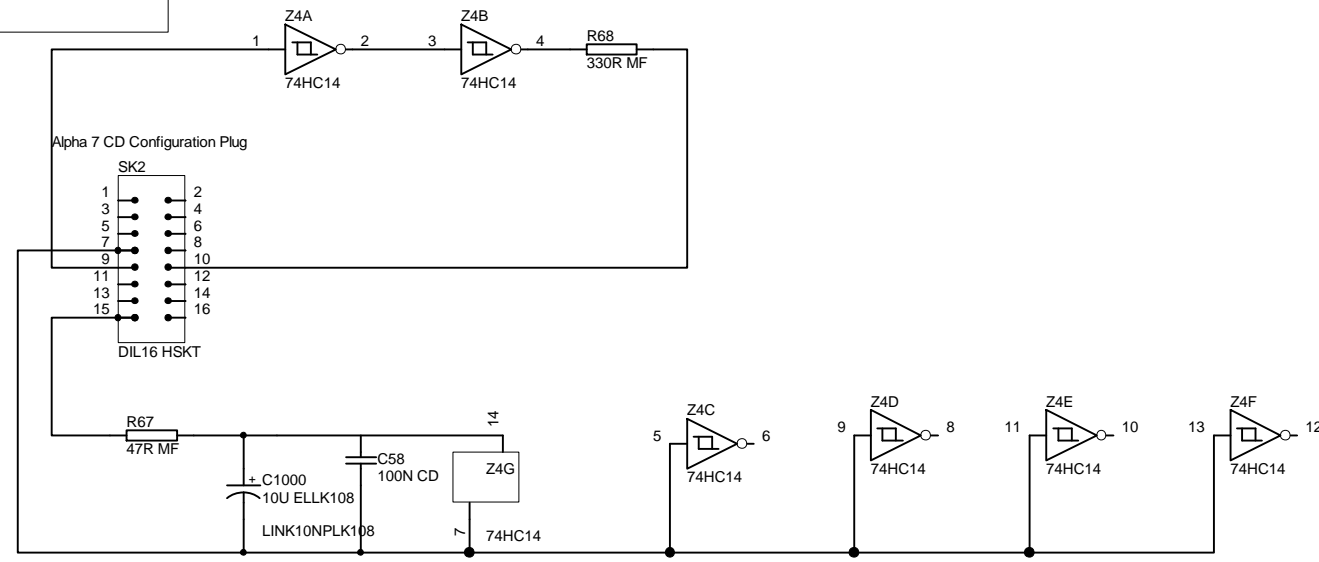 Z4A
Z4B
1
2
3
4
R68
330R MF
74HC14
74HC14
Alpha 7 CD Configuration Plug
SK2
1
2
3
4
5
6
7
8
9
10
11
12
13
14
15
16
DIL16 HSKT
R67
47R MF
+
C1000
10U ELLK108
LINK10NPLK108
C58
100N CD
14
Z4G
7
74HC14
Z4C
5
6
74HC14
Z4D
9
8
74HC14
Z4E
11
10
74HC14
Z4F
13
12
74HC14